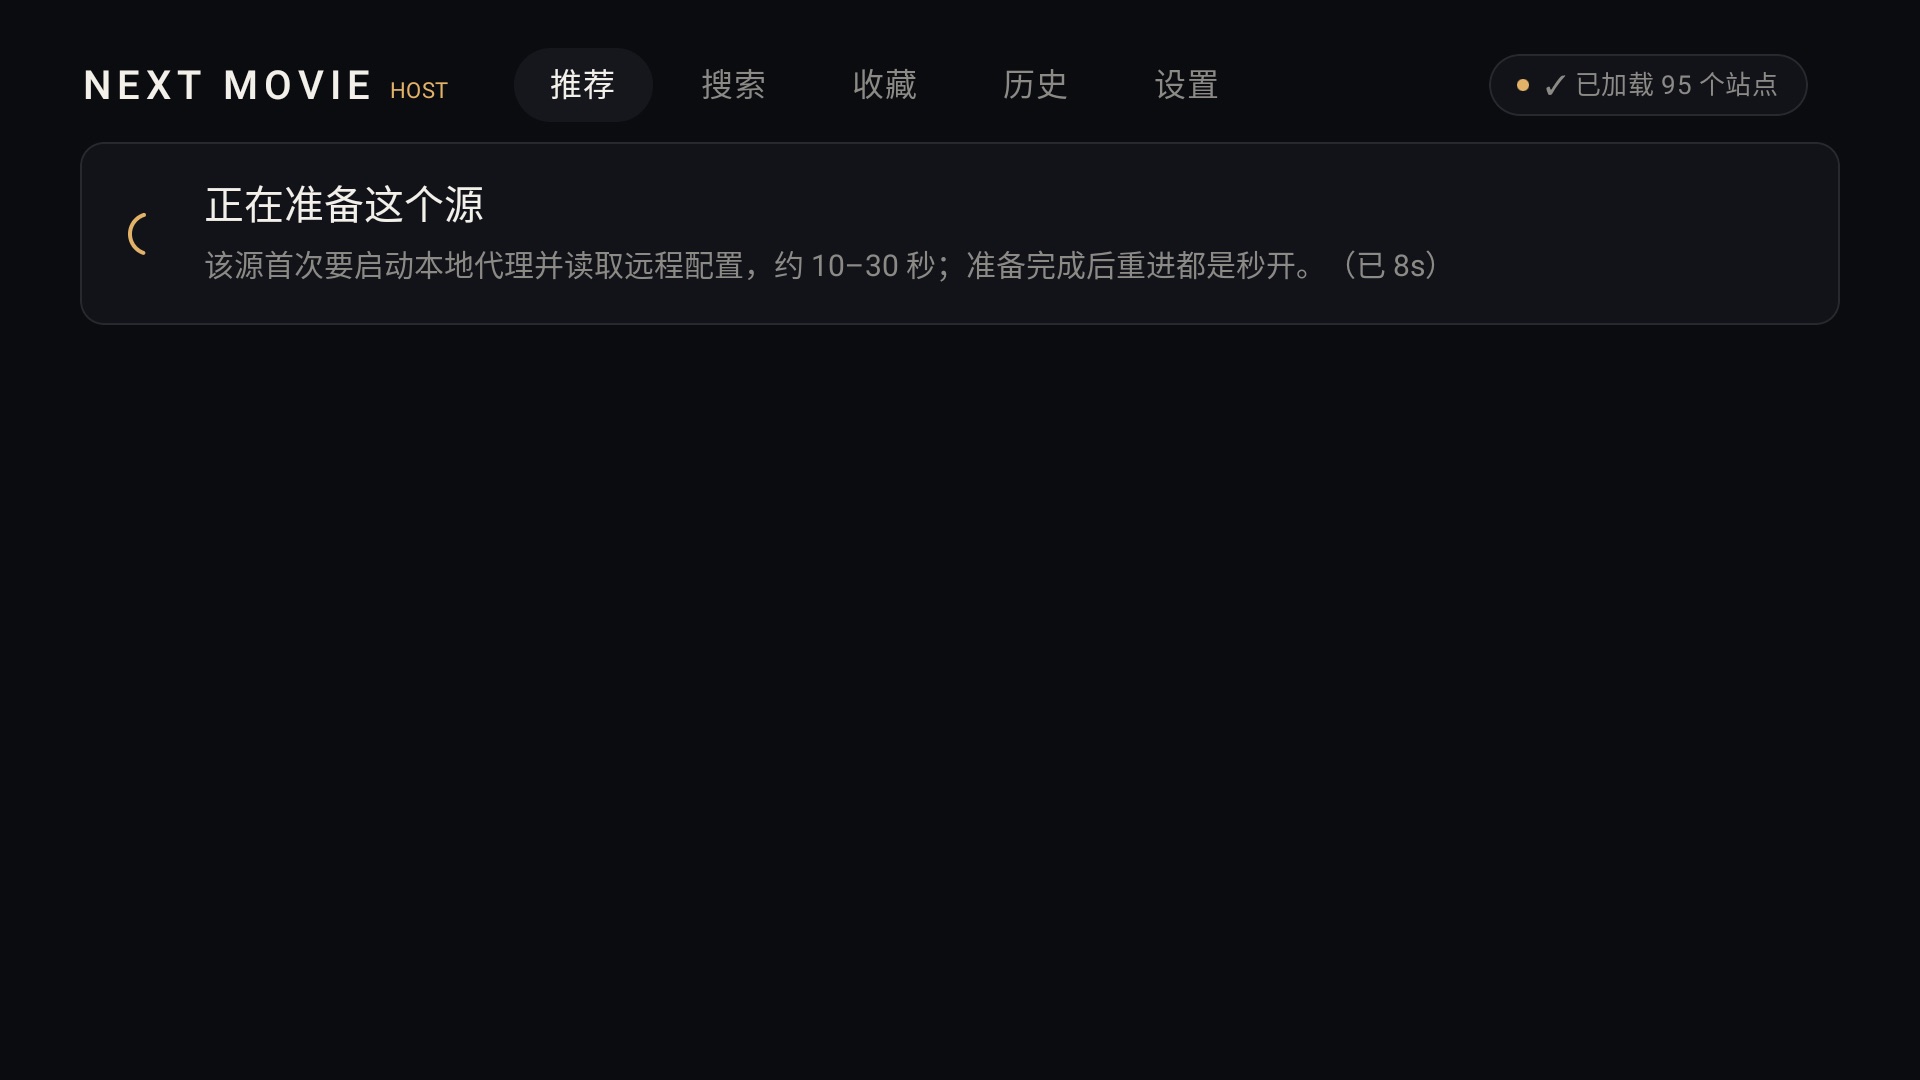 NEXT MOVIE HOST 推荐 搜索 收藏 历史 设置 ✓ 已加载 95 个站点
正在准备这个源
该源首次要启动本地代理并读取远程配置，约 10–30 秒；准备完成后重进都是秒开。（已 8s）